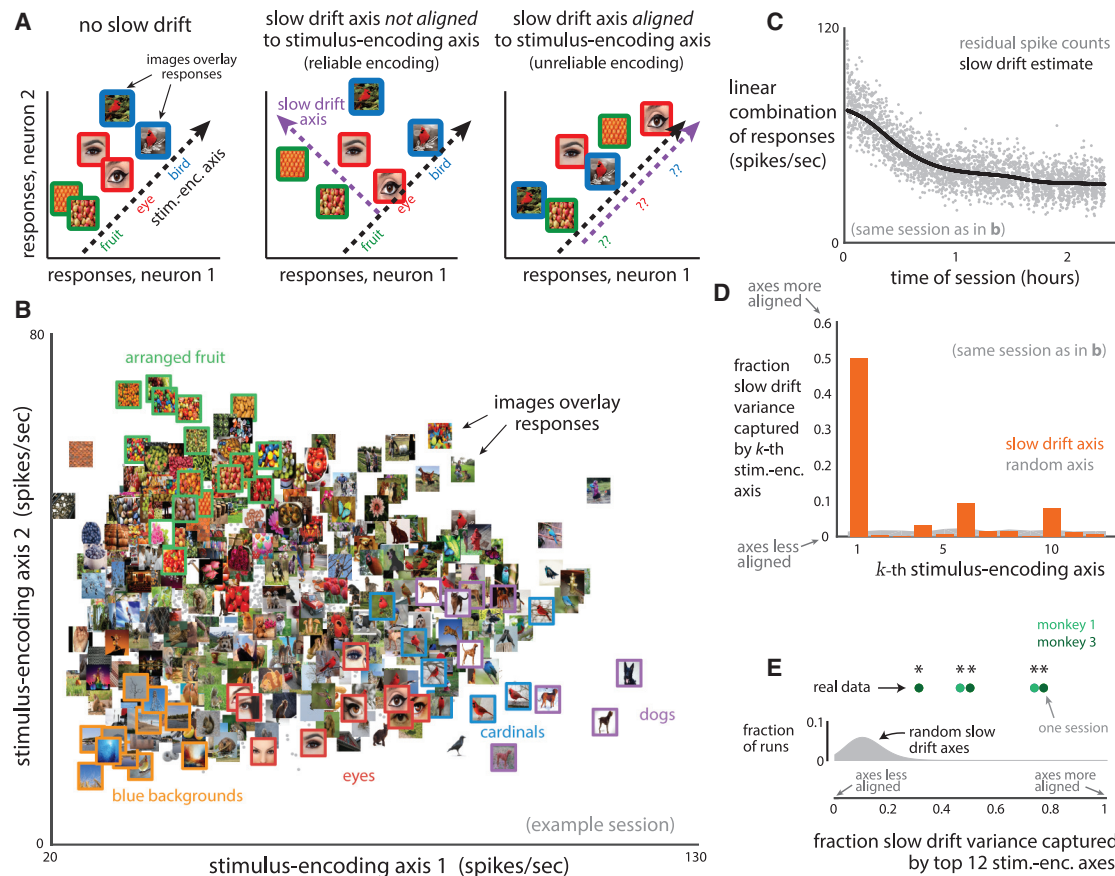 A
no slow drift
images overlay
responses
responses, neuron 2
fruit
eye
bird
stim.-enc. axis
responses, neuron 1
slow drift axis not aligned
to stimulus-encoding axis
(reliable encoding)
slow drift
axis
fruit
eye
bird
responses, neuron 1
slow drift axis aligned
to stimulus-encoding axis
(unreliable encoding)
??
??
??
responses, neuron 1
B
80
arranged fruit
images overlay
responses
stimulus-encoding axis 2 (spikes/sec)
dogs
cardinals
eyes
blue backgrounds
(example session)
0
20
stimulus-encoding axis 1 (spikes/sec)
130
C
120
residual spike counts
slow drift estimate
linear
combination
of responses
(spikes/sec)
(same session as in b)
0
0
1
2
time of session (hours)
D
axes more
aligned
0.6
0.5
0.4
0.3
0.2
0.1
0
(same session as in b)
fraction
slow drift
variance
captured
by k-th
stim.-enc.
axis
slow drift axis
random axis
axes less
aligned
1
5
10
k-th stimulus-encoding axis
monkey 1
monkey 3
E
* ** **
real data
one session
0.1
fraction
of runs
0
random slow
drift axes
axes less
aligned
axes more
aligned
0 0.2 0.4 0.6 0.8 1
fraction slow drift variance captured
by top 12 stim.-enc. axes